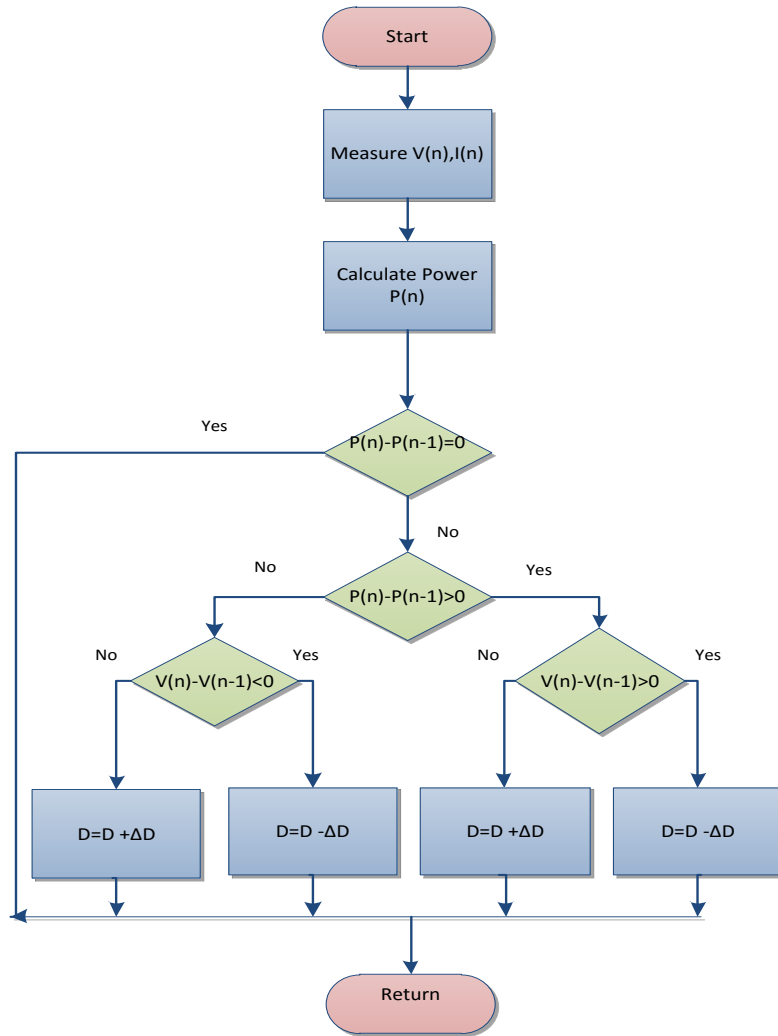 Start
Measure V(n),I(n)
Calculate Power
P(n)
Yes
P(n)-P(n-1)=0
No
No
P(n)-P(n-1)>0
Yes
No
V(n)-V(n-1)<0
Yes
No
V(n)-V(n-1)>0
Yes
D=D +ΔD
D=D -ΔD
D=D +ΔD
D=D -ΔD
Return